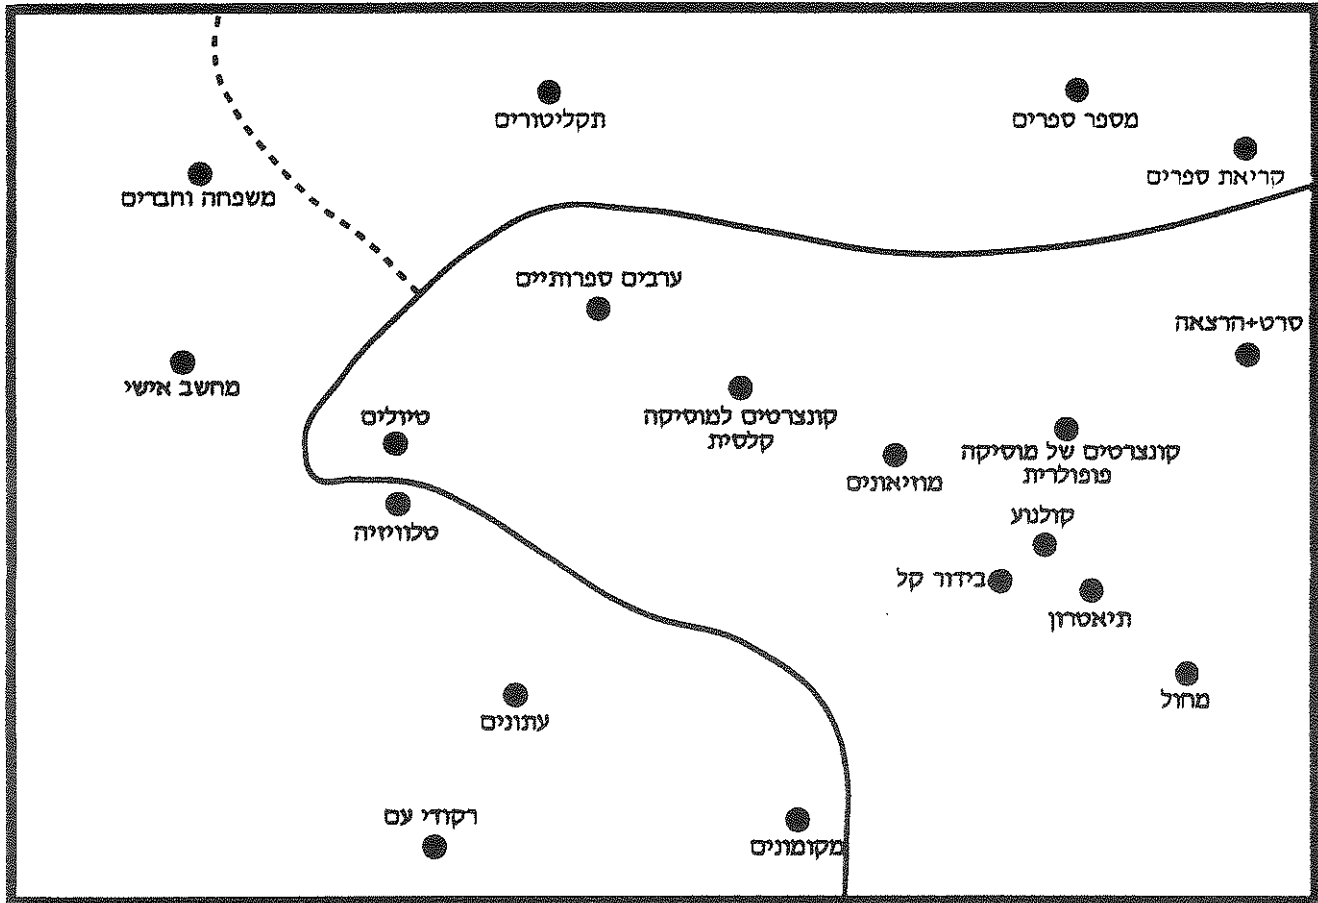 תקליטורים
מספר ספרים
קריאת ספרים
משפחה וחברים
ערבים ספרותיים
סרט+הרצאה
מחשב אישי
טיולים
קונצרטים למוסיקה
קלסית
קונצרטים של מוסיקה
פופולרית
מוזיאונים
טלוויזיה
קולנוע
בידור קל
תיאטרון
מחול
עתונים
רקודי עם
מקומונים